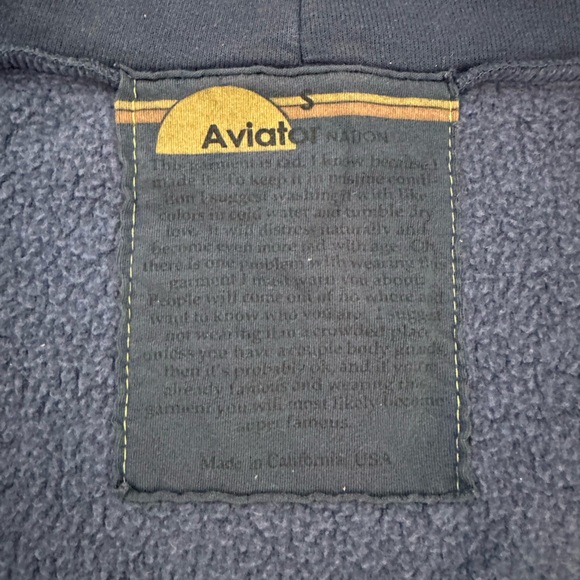 S
Aviator NATION
This garment is rad. I know because I
made it. To keep it in pristine condi-
tion I suggest washing it with like
colors in cold water and tumble dry
low. It will distress naturally and
become even more rad with age. Oh
there is one problem with wearing this
garment I must warn you about.
People will come out of no where and
want to know who you are. I suggest
not wearing it in a crowded place
unless you have a couple body guards,
then it's probably ok, and if you're
already famous and wearing this
garment you will most likely become
super famous.
Made in California, USA